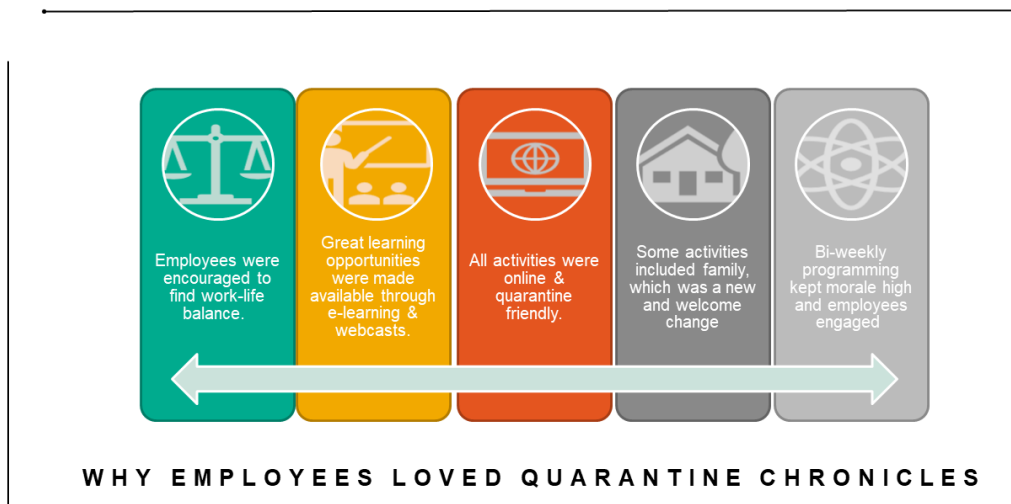 Employees were
encouraged to
find work-life
balance.
Great learning
opportunities
were made
available through
e-learning &
webcasts.
All activities were
online &
quarantine
friendly.
Some activities
included family,
which was a new
and welcome
change
Bi-weekly
programming
kept morale high
and employees
engaged
WHY EMPLOYEES LOVED QUARANTINE CHRONICLES